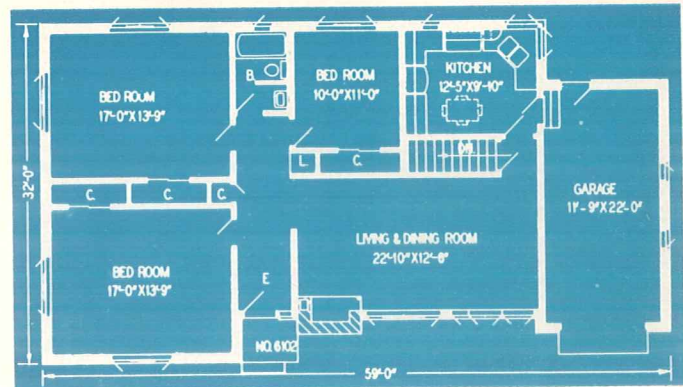 BED ROOM
17'-0"X13'-9"
B.
BED ROOM
10'-0"X11'-0"
KITCHEN
12'-5"X9'-10"
L.
C.
DN.
32'-0"
C.
C.
C.
GARAGE
11'-9"X22'-0"
LIVING & DINING ROOM
22'-10"X12'-8"
BED ROOM
17'-0"X13'-9"
E
NO. 6102
59'-0"